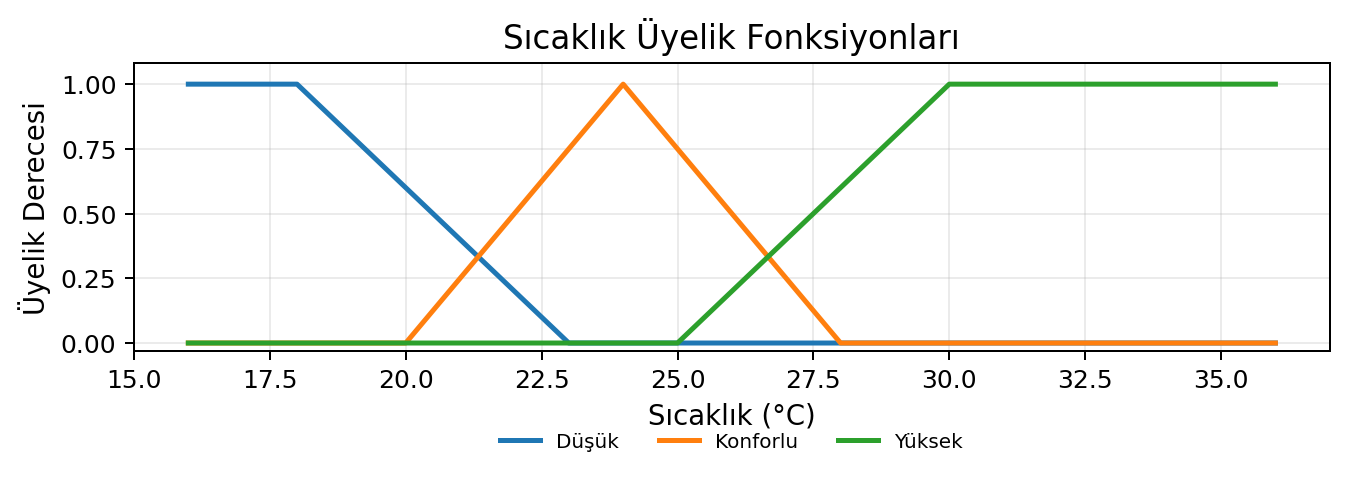 Sıcaklık Üyelik Fonksiyonları
Üyelik Derecesi
1.00
0.75
0.50
0.25
0.00
15.0 17.5 20.0 22.5 25.0 27.5 30.0 32.5 35.0
Sıcaklık (°C)
Düşük Konforlu Yüksek